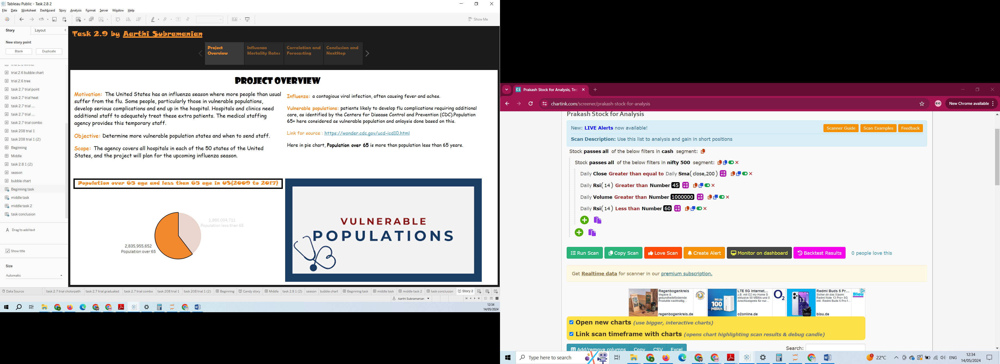 Tableau Public - Task 2.8 2
File Data Worksheet Dashboard Story Analysis Format Server Window Help
Show Me
Story Layout
New story point
Blank Duplicate
trial 2.6 bubble chart
trial 2.6 tree
task 2.7 trial point
task 2.7 trial heat
task 2.7 trial ...
task 2.7 trial ...
task 2.7 trial combo
task 208 trial 1
task 208 trial 1 (2)
Beginning
Middle
task 2.8 1 (2)
season
bubble chart
Beginning task
middle task
middle task 2
task conclusion
A Drag to add text
Show title
Size
Automatic
Task 2.9 by Aarthi Subramanian
Project
Overview
Influenza
Mortality Rates
Correlation and
Forecasting
Conclusion and
NextStep
PROJECT OVERVIEW
Motivation: The United States has an influenza season where more people than usual
suffer from the flu. Some people, particularly those in vulnerable populations,
develop serious complications and end up in the hospital. Hospitals and clinics need
additional staff to adequately treat these extra patients. The medical staffing
agency provides this temporary staff.
Objective: Determine more vulnerable population states and when to send staff.
Scope: The agency covers all hospitals in each of the 50 states of the United
States, and the project will plan for the upcoming influenza season.
Influenza: a contagious viral infection, often causing fever and aches.
Vulnerable populations: patients likely to develop flu complications requiring additional
care, as identified by the Centers for Disease Control and Prevention (CDC).Population
65+ here considered as vulnerable population and anlaysis done based on this.
Link for source : https://wonder.cdc.gov/ucd-icd10.html
Here in pie chart, Population over 65 is more than population less than 65 years.
Population over 65 age and less than 65 age in US(2009 to 2017)
1,860,004,711
Population less than 65
2,835,955,652
Population over 65
VULNERABLE
POPULATIONS
Data Source task 2.7 trial cholorpeth task 2.7 trial graduated task 2.7 trial combo task 208 trial 1 task 208 trial 1 (2) Beginning Candy story Middle task 2.8 1 (2) season bubble chart Beginning task middle task middle task 2 task conclusion Story 2
Aarthi Subramanian
12:34
14/05/2024
Ci Prakash Stock for Analysis, Tec
chartink.com/screener/prakash-stock-for-analysis
New Chrome available
Prakash Stock for Analysis
New: LIVE Alerts now available!
Scanner Guide Scan Examples Feedback
Scan Description: Use this list to analysis and gain in short positions
Stock passes all of the below filters in cash segment:
Stock passes all of the below filters in nifty 500 segment:
Daily Close Greater than equal to Daily Sma( close,200 )
Daily Rsi( 14 ) Greater than Number 45
Daily Volume Greater than Number 1000000
Daily Rsi( 14 ) Less than Number 60
Run Scan Copy Scan Love Scan Create Alert Monitor on dashboard Backtest Results 0 people love this
Get Realtime data for scanner in our premium subscription.
Regenbogenkreis
Vegane &
gesundheitsfördernde
Produkte nachhaltig...
regenbogenkreis.de
BIS ZU
100
MBit/s
LTE 5G Internet...
z.B. mit O2 my Home S
inklusive 50 MBit/s und 0
Anschlusspreis für nur...
o2online.de
O2
13
Redmi Buds 5 Pr...
Sicher dir das Xiaomi
Redmi Note 13 Pro+ 5G
inkl. Redmi Buds 5 Pro f...
blau.de
Blau
Open new charts (use bigger, interactive charts)
Link scan timeframe with charts (opens chart highlighting scan results & debug candle)
Add/remove columns Copy CSV Excel
Search:
Type here to search
22°C
ENG
12:34
14/05/2024